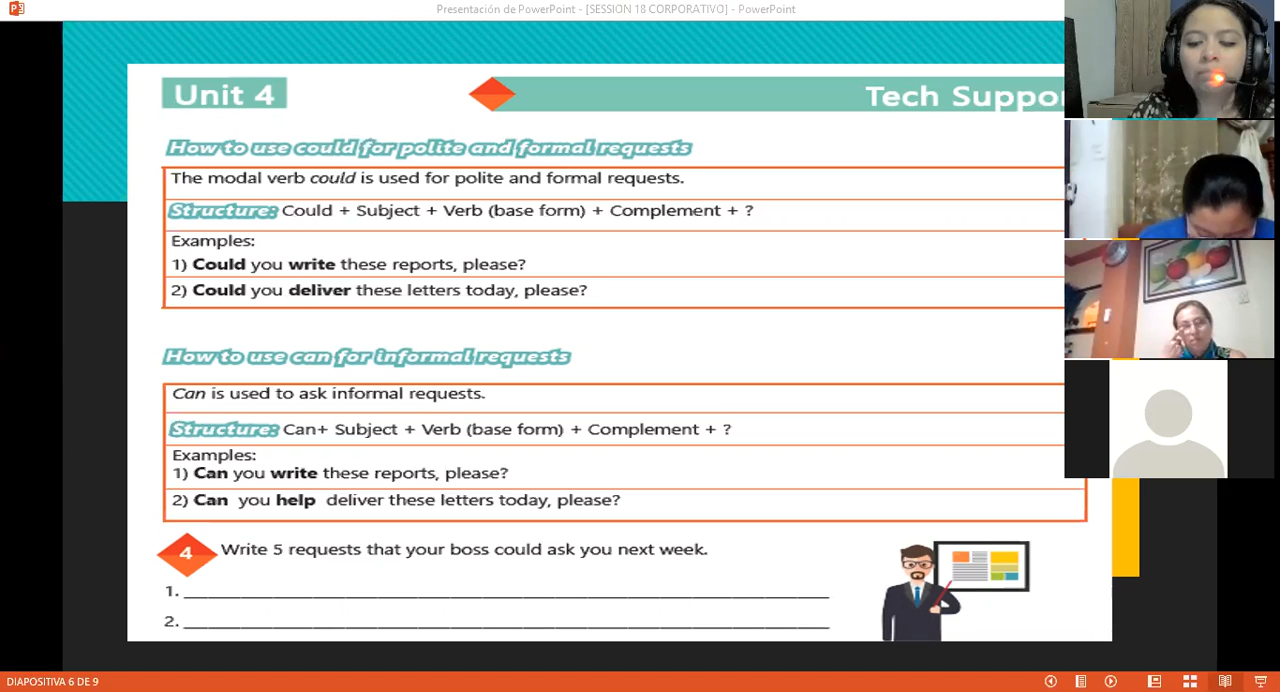 Presentación de PowerPoint - [SESSION 18 CORPORATIVO] - PowerPoint
Unit 4
Tech Suppo
How to use could for polite and formal requests
The modal verb could is used for polite and formal requests.
Structure: Could + Subject + Verb (base form) + Complement + ?
Examples:
1) Could you write these reports, please?
2) Could you deliver these letters today, please?
How to use can for informal requests
Can is used to ask informal requests.
Structure: Can+ Subject + Verb (base form) + Complement + ?
Examples:
1) Can you write these reports, please?
2) Can you help deliver these letters today, please?
4 Write 5 requests that your boss could ask you next week.
1.
2.
DIAPOSITIVA 6 DE 9